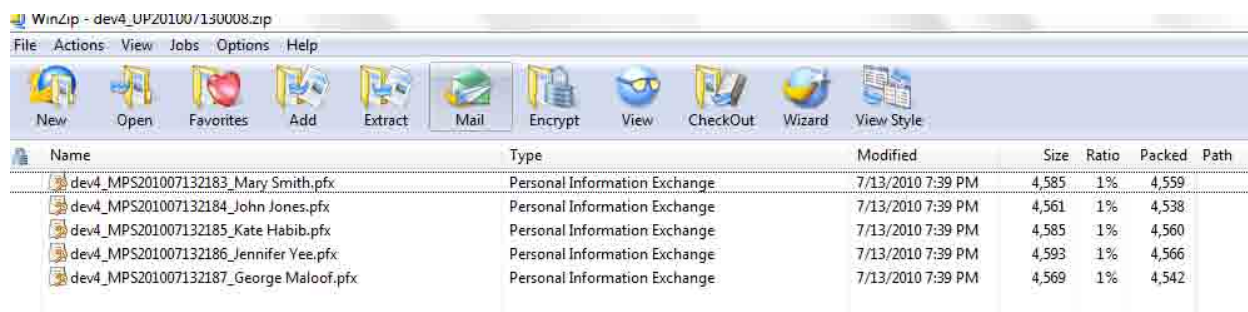 WinZip - dev4_UP201007130008.zip
File Actions View Jobs Options Help
New Open Favorites Add Extract Mail Encrypt View CheckOut Wizard View Style
Name Type Modified Size Ratio Packed Path
dev4_MPS201007132183_Mary Smith.pfx Personal Information Exchange 7/13/2010 7:39 PM 4,585 1% 4,559
dev4_MPS201007132184_John Jones.pfx Personal Information Exchange 7/13/2010 7:39 PM 4,561 1% 4,538
dev4_MPS201007132185_Kate Habib.pfx Personal Information Exchange 7/13/2010 7:39 PM 4,585 1% 4,560
dev4_MPS201007132186_Jennifer Yee.pfx Personal Information Exchange 7/13/2010 7:39 PM 4,593 1% 4,566
dev4_MPS201007132187_George Maloof.pfx Personal Information Exchange 7/13/2010 7:39 PM 4,569 1% 4,542